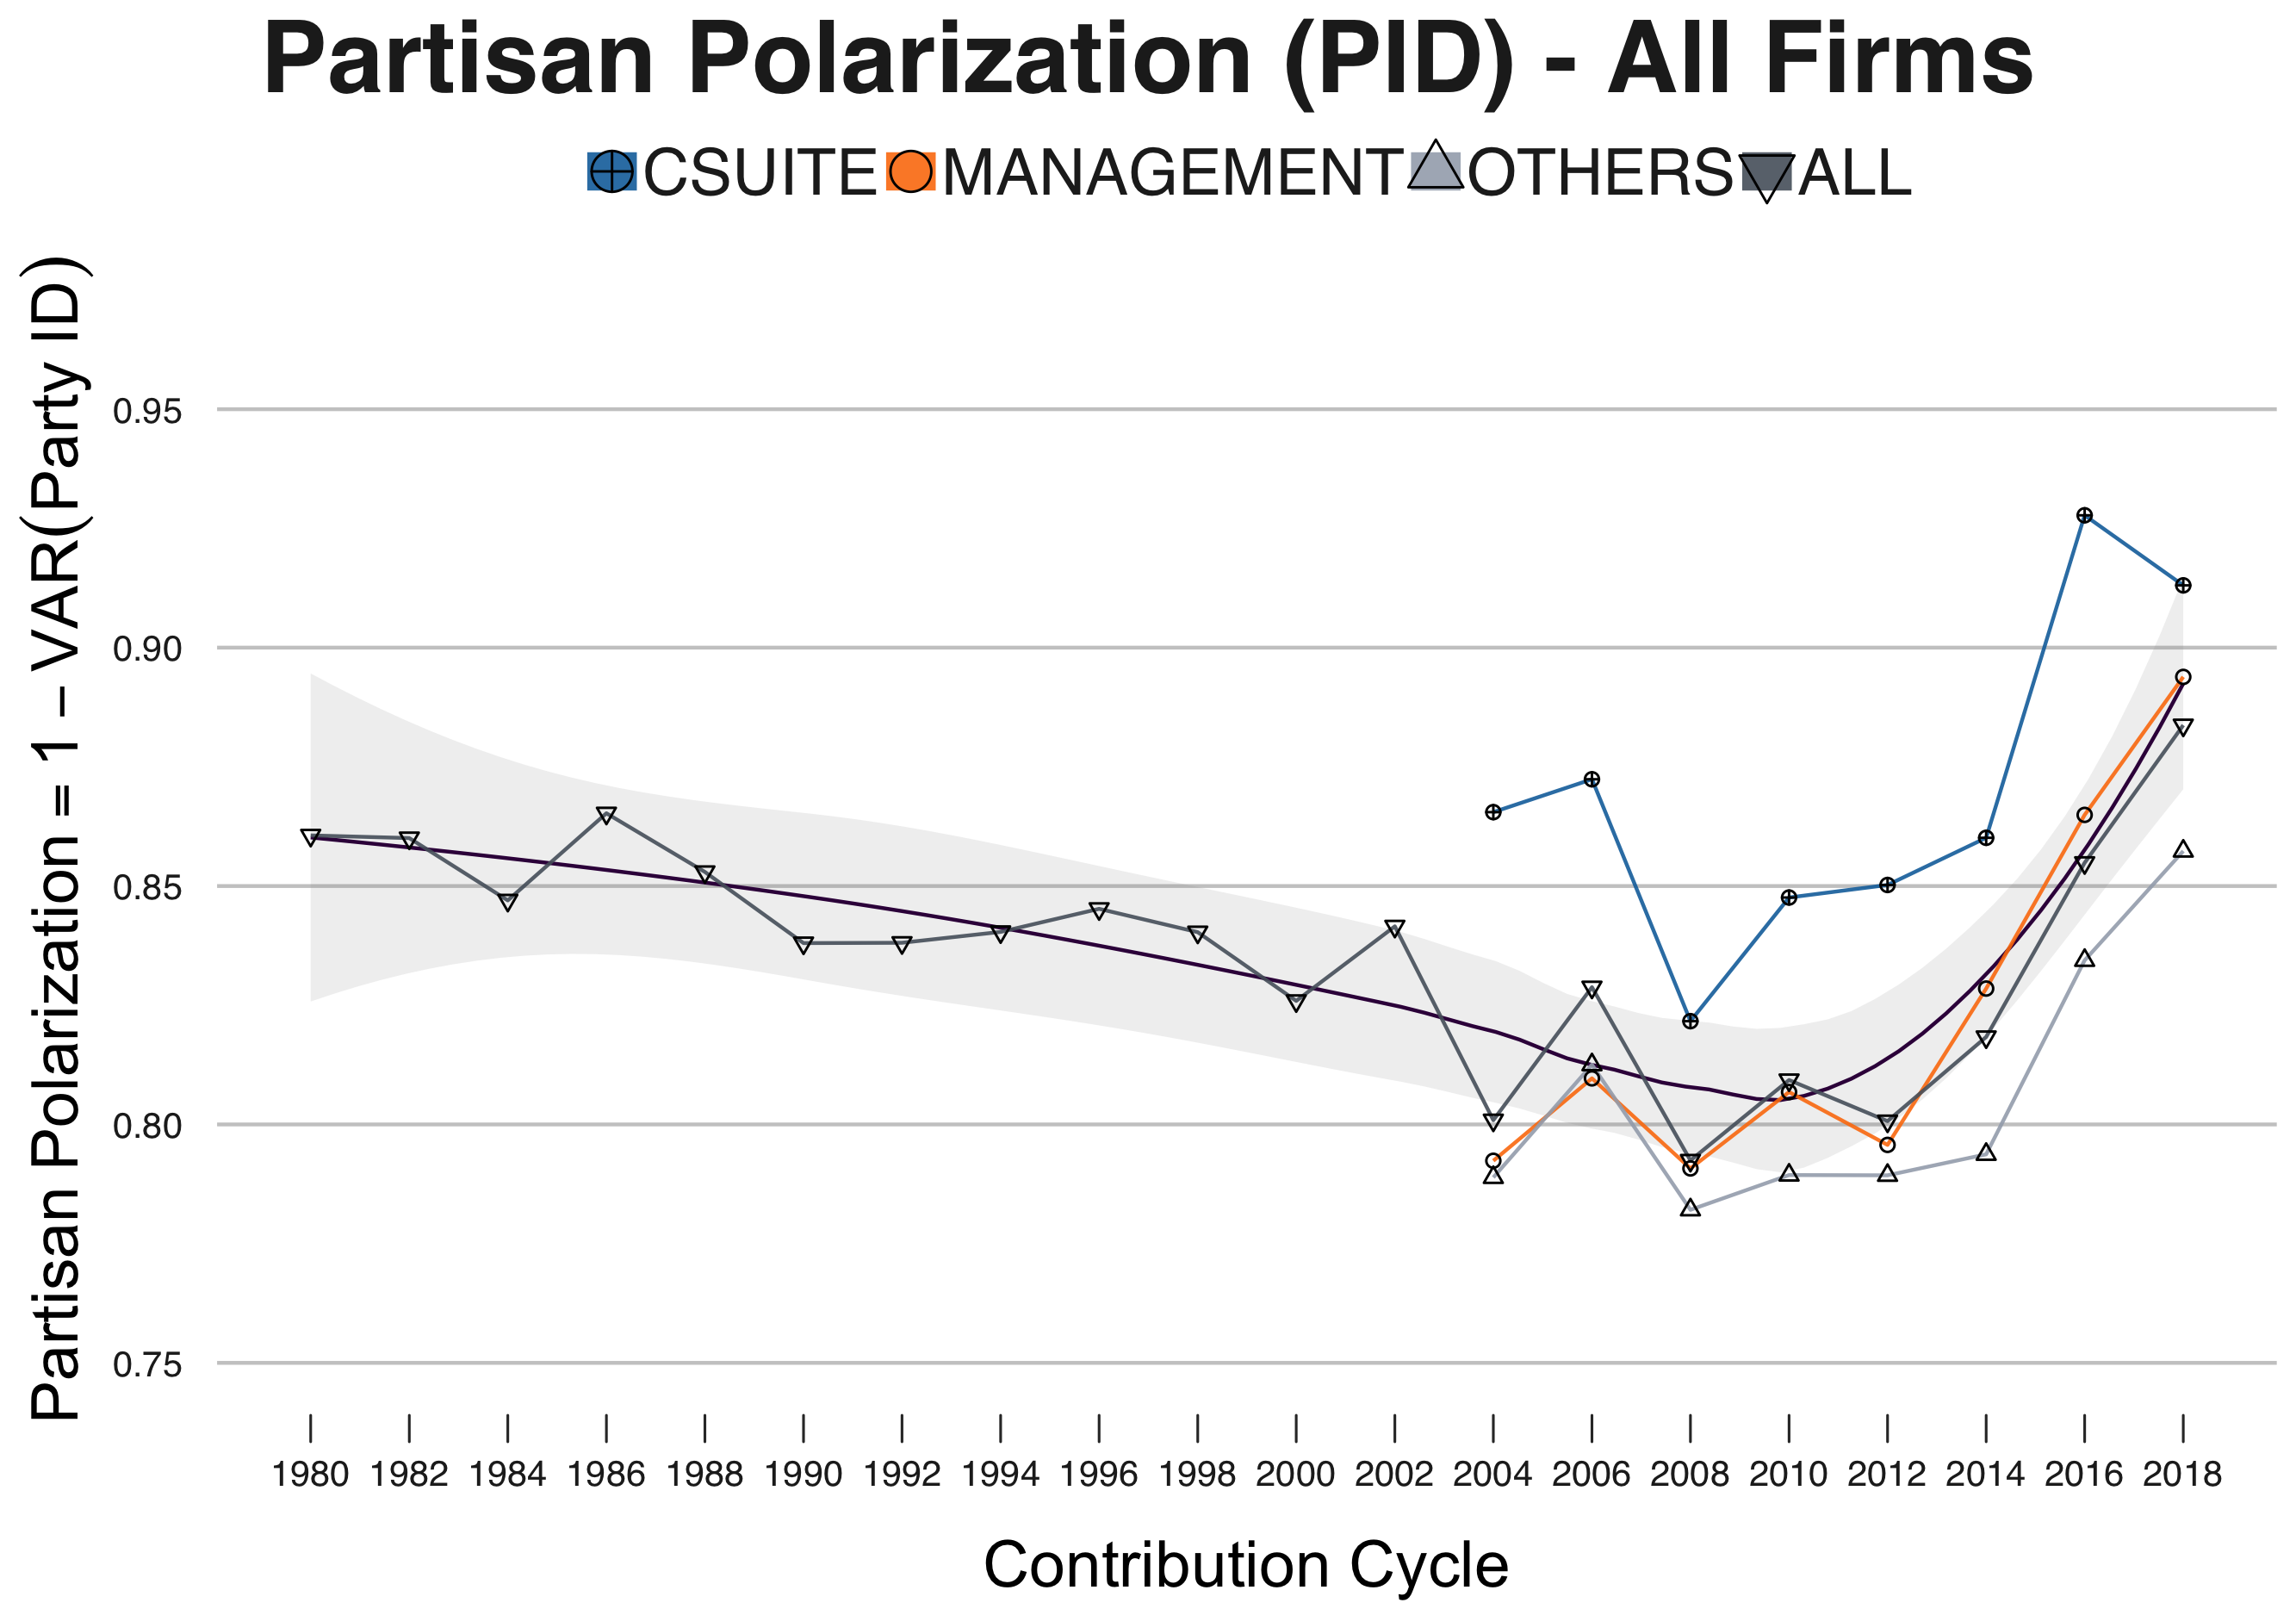 Partisan Polarization (PID) - All Firms
CSUITE MANAGEMENT OTHERS ALL
Partisan Polarization = 1 − VAR(Party ID)
0.95
0.90
0.85
0.80
0.75
1980 1982 1984 1986 1988 1990 1992 1994 1996 1998 2000 2002 2004 2006 2008 2010 2012 2014 2016 2018
Contribution Cycle